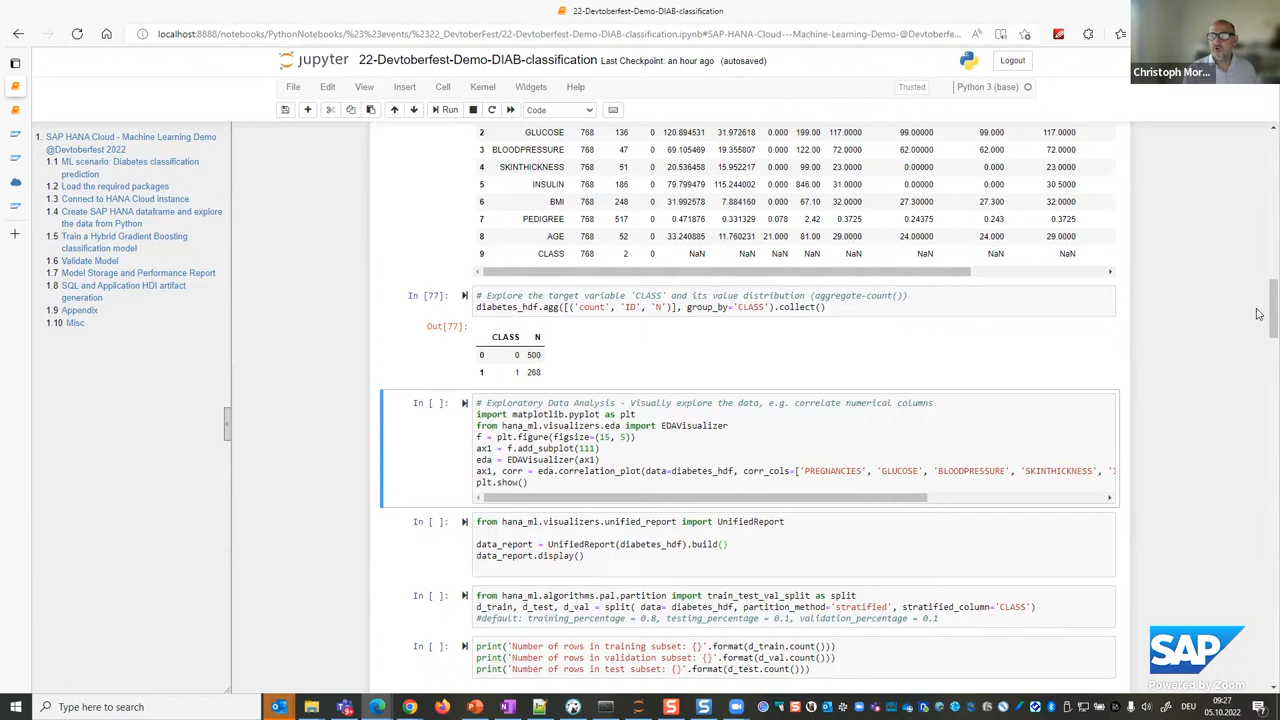 22-Devtoberfest-Demo-DIAB-classification
localhost:8888/notebooks/PythonNotebooks/%23%23events/%2322_DevtoberFest/22-Devtoberfest-Demo-DIAB-classification.ipynb#SAP-HANA-Cloud---Machine-Learning-Demo-@Devtoberfe...
Christoph Mor...
jupyter 22-Devtoberfest-Demo-DIAB-classification Last Checkpoint: an hour ago (autosaved)
Logout
File Edit View Insert Cell Kernel Widgets Help
Trusted
Python 3 (base)
Run
Code
1. SAP HANA Cloud - Machine Learning Demo
@Devtoberfest 2022
1.1 ML scenario: Diabetes classification
prediction
1.2 Load the required packages
1.3 Connect to HANA Cloud instance
1.4 Create SAP HANA dataframe and explore
the data from Python
1.5 Train a Hybrid Gradient Boosting
classification model
1.6 Validate Model
1.7 Model Storage and Performance Report
1.8 SQL and Application HDI artifact
generation
1.9 Appendix
1.10 Misc
2 GLUCOSE 768 136 0 120.894531 31.972618 0.000 199.00 117.0000 99.00000 99.000 117.0000
3 BLOODPRESSURE 768 47 0 69.105469 19.355807 0.000 122.00 72.0000 62.00000 62.000 72.0000
4 SKINTHICKNESS 768 51 0 20.536458 15.952217 0.000 99.00 23.0000 0.00000 0.000 23.0000
5 INSULIN 768 186 0 79.799479 115.244002 0.000 846.00 31.0000 0.00000 0.000 30.5000
6 BMI 768 248 0 31.992578 7.884160 0.000 67.10 32.0000 27.30000 27.300 32.0000
7 PEDIGREE 768 517 0 0.471876 0.331329 0.078 2.42 0.3725 0.24375 0.243 0.3725
8 AGE 768 52 0 33.240885 11.760231 21.000 81.00 29.0000 24.00000 24.000 29.0000
9 CLASS 768 2 0 NaN NaN NaN NaN NaN NaN NaN NaN
In [77]: # Explore the target variable 'CLASS' and its value distribution (aggregate-count())
diabetes_hdf.agg([('count', 'ID', 'N')], group_by='CLASS').collect()
Out[77]:
CLASS N
0 0 500
1 1 268
In [ ]: # Exploratory Data Analysis - Visually explore the data, e.g. correlate numerical columns
import matplotlib.pyplot as plt
from hana_ml.visualizers.eda import EDAVisualizer
f = plt.figure(figsize=(15, 5))
ax1 = f.add_subplot(111)
eda = EDAVisualizer(ax1)
ax1, corr = eda.correlation_plot(data=diabetes_hdf, corr_cols=['PREGNANCIES', 'GLUCOSE', 'BLOODPRESSURE', 'SKINTHICKNESS', '
plt.show()
In [ ]: from hana_ml.visualizers.unified_report import UnifiedReport
data_report = UnifiedReport(diabetes_hdf).build()
data_report.display()
In [ ]: from hana_ml.algorithms.pal.partition import train_test_val_split as split
d_train, d_test, d_val = split( data= diabetes_hdf, partition_method='stratified', stratified_column='CLASS')
#default: training_percentage = 0.8, testing_percentage = 0.1, validation_percentage = 0.1
In [ ]: print('Number of rows in training subset: {}'.format(d_train.count()))
print('Number of rows in validation subset: {}'.format(d_val.count()))
print('Number of rows in test subset: {}'.format(d_test.count()))
SAP
Powered by Zoom
Type here to search
09:27
05.10.2022